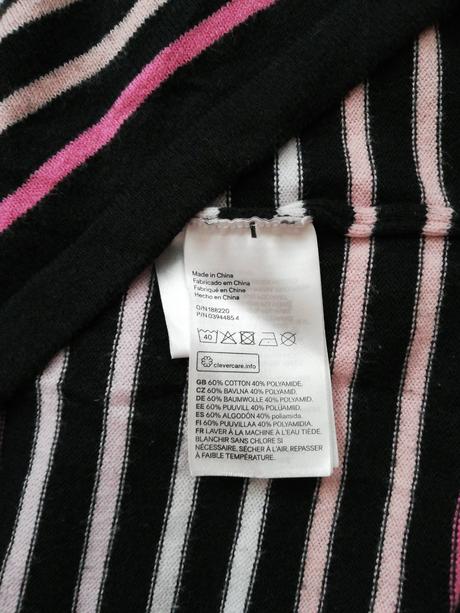 Made in China
Fabricado em China
Fabriqué en Chine
Hecho en China
O/N188220
P/N.0394485.4
40
clevercare.info
GB 60% COTTON 40% POLYAMIDE.
CZ 60% BAVLNA 40% POLYAMID.
DE 60% BAUMWOLLE 40% POLYAMID.
EE 60% PUUVILL 40% POLÜAMIID.
ES 60% ALGODÓN 40% poliamida.
FI 60% PUUVILLAA 40% POLYAMIDIA.
FR LAVER À LA MACHINE À L'EAU TIÈDE,
BLANCHIR SANS CHLORE SI
NÉCESSAIRE, SÉCHER À L'AIR, REPASSER
À FAIBLE TEMPÉRATURE.